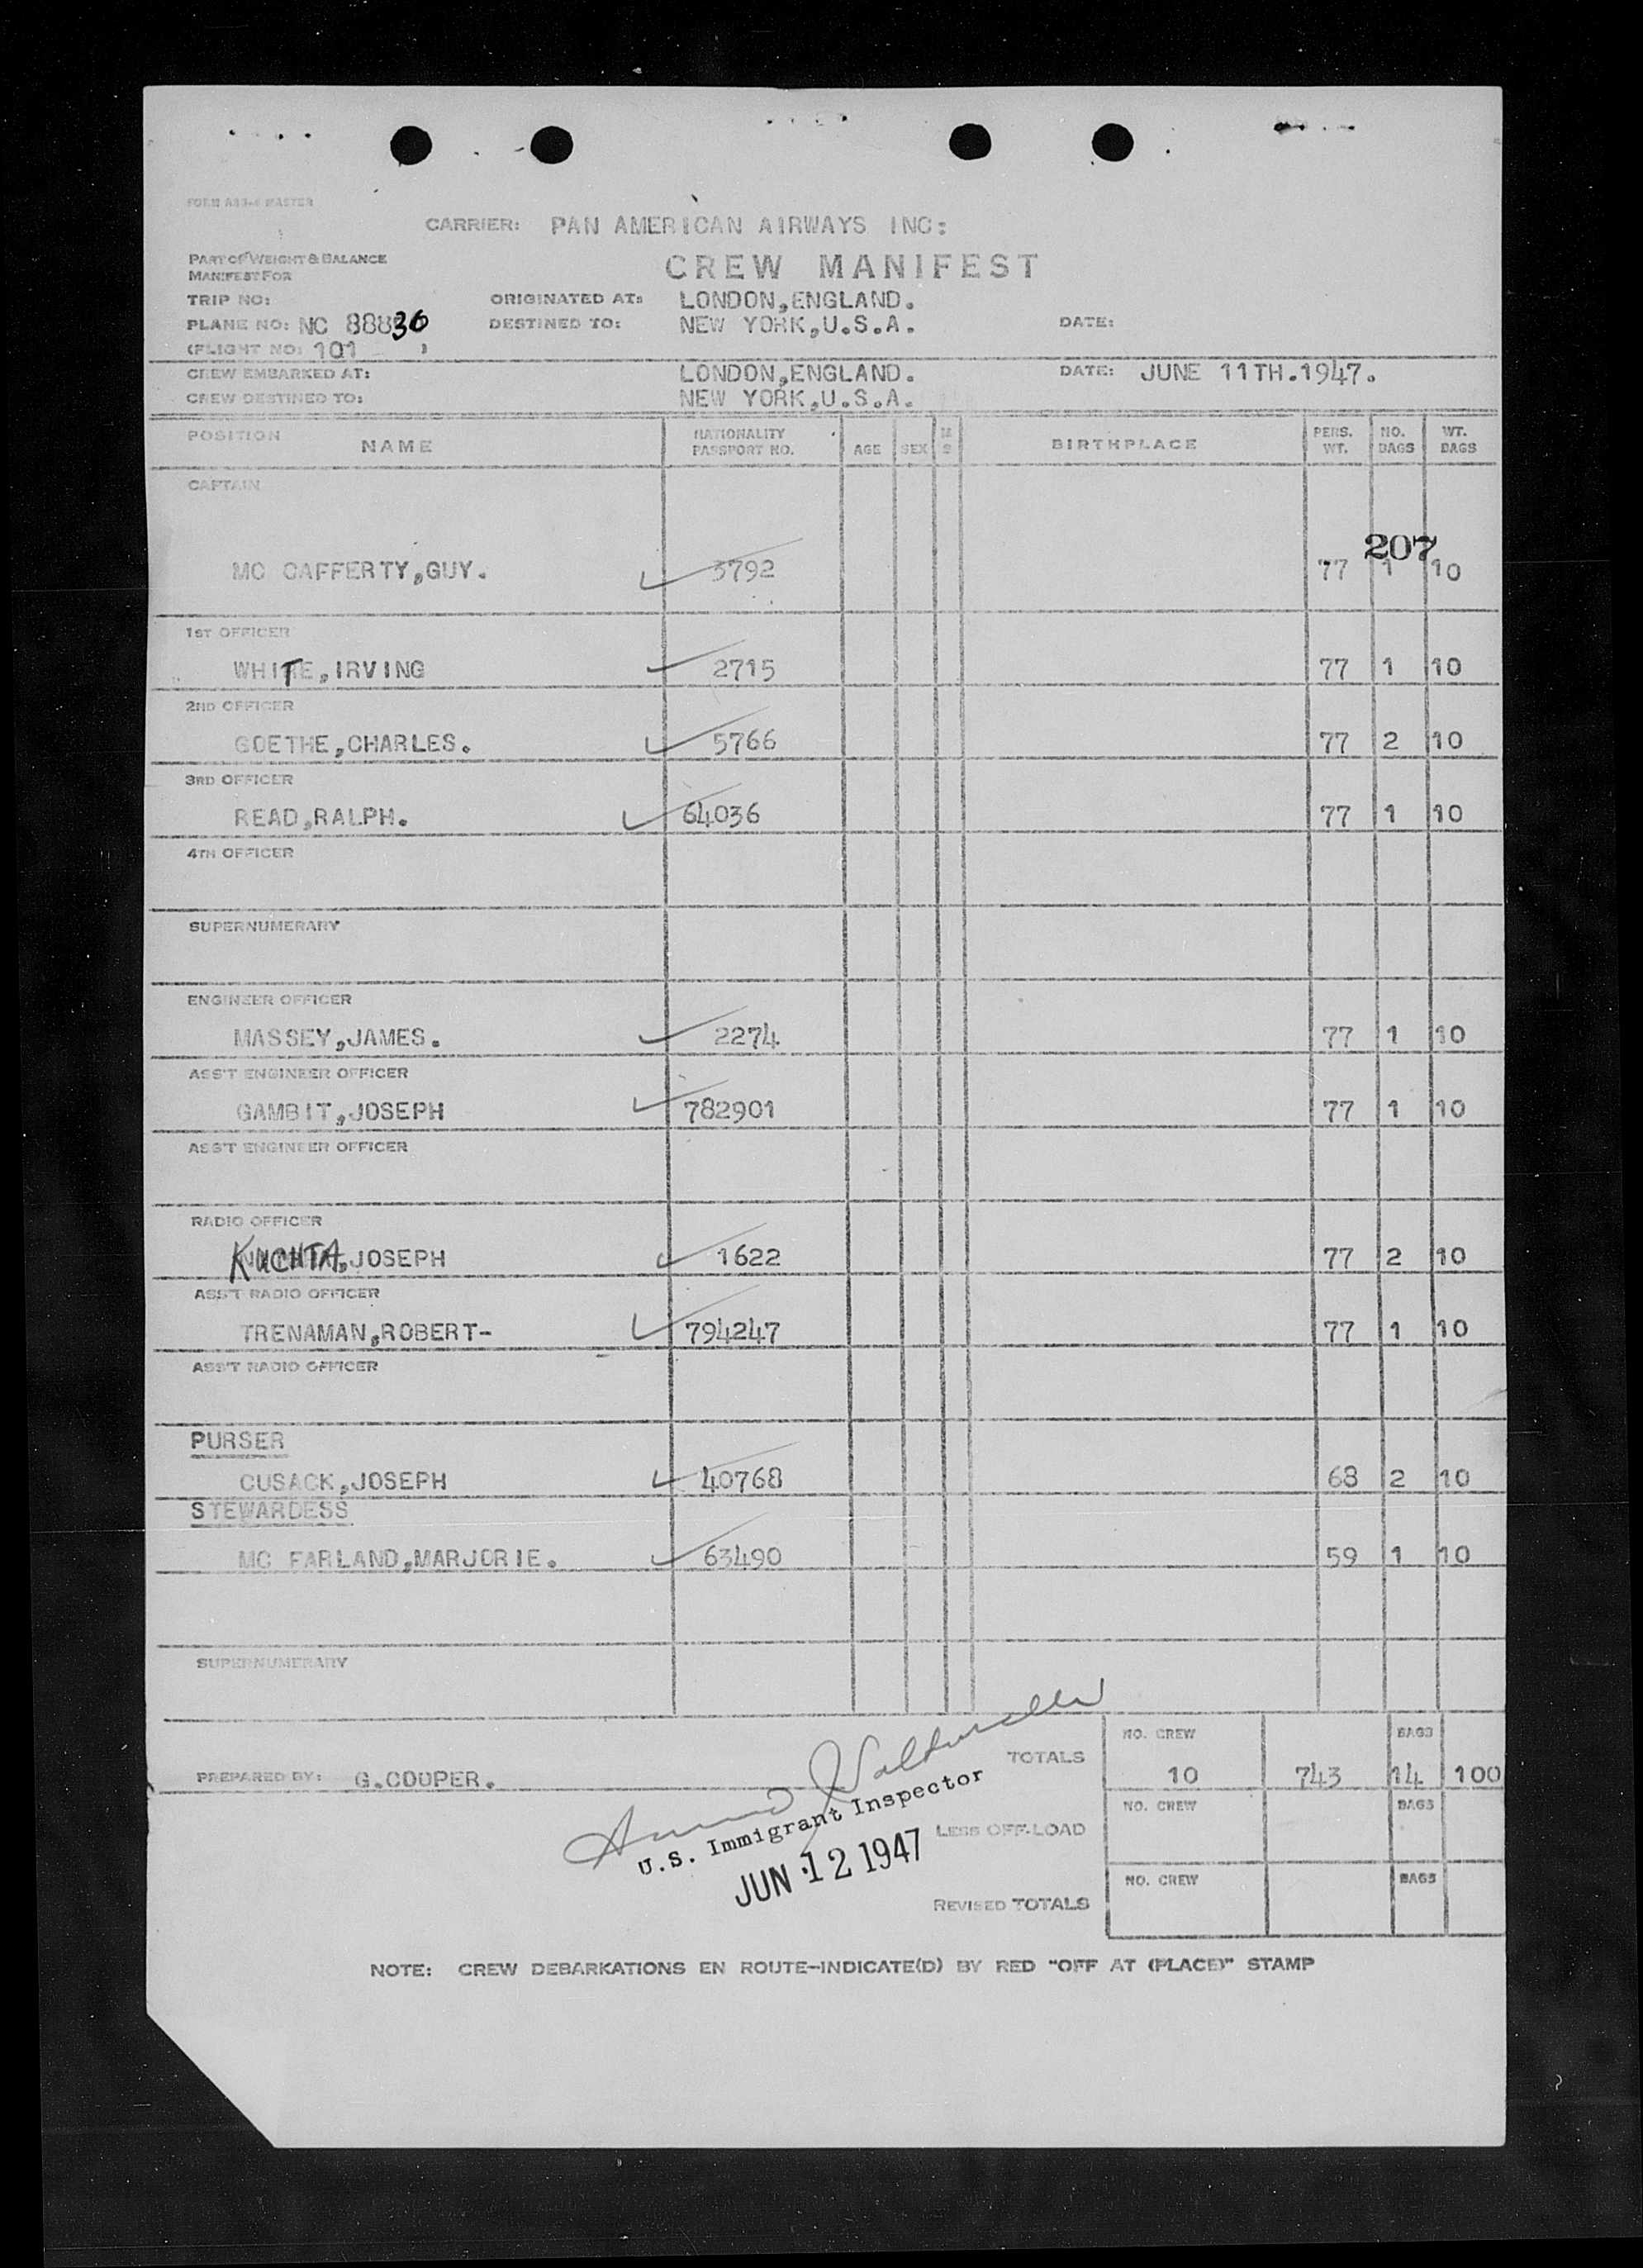 FORM A83-4 MASTER
CARRIER: PAN AMERICAN AIRWAYS INC:
PART OF WEIGHT & BALANCE
MANIFEST FOR
CREW MANIFEST
TRIP NO: ORIGINATED AT: LONDON,ENGLAND.
PLANE NO: NC 88836 DESTINED TO: NEW YORK,U.S.A. DATE:
(FLIGHT NO: 101 )
CREW EMBARKED AT: LONDON,ENGLAND. DATE: JUNE 11TH.1947.
CREW DESTINED TO: NEW YORK,U.S.A.
POSITION NAME NATIONALITY PASSPORT NO. AGE SEX M S BIRTHPLACE PERS. WT. NO. BAGS WT. BAGS
CAPTAIN
207
MC CAFFERTY,GUY. 5792 77 1 10
1ST OFFICER
WHITE,IRVING 2715 77 1 10
2ND OFFICER
GOETHE,CHARLES. 5766 77 2 10
3RD OFFICER
READ,RALPH. 64036 77 1 10
4TH OFFICER
SUPERNUMERARY
ENGINEER OFFICER
MASSEY,JAMES. 2274 77 1 10
ASS'T ENGINEER OFFICER
GAMBIT,JOSEPH 782901 77 1 10
ASS'T ENGINEER OFFICER
RADIO OFFICER
KUCHTA,JOSEPH 1622 77 2 10
ASS'T RADIO OFFICER
TRENAMAN,ROBERT- 794247 77 1 10
ASS'T RADIO OFFICER
PURSER
CUSACK,JOSEPH 40768 68 2 10
STEWARDESS
MC FARLAND,MARJORIE. 63490 59 1 10
SUPERNUMERARY
NO. CREW BAGS
PREPARED BY: G.COOPER. TOTALS 10 743 14 100
U.S. Immigrant Inspector
NO. CREW BAGS
LESS OFF-LOAD
JUN 12 1947
NO. CREW BAGS
REVISED TOTALS
NOTE: CREW DEBARKATIONS EN ROUTE-INDICATE(D) BY RED "OFF AT (PLACE)" STAMP